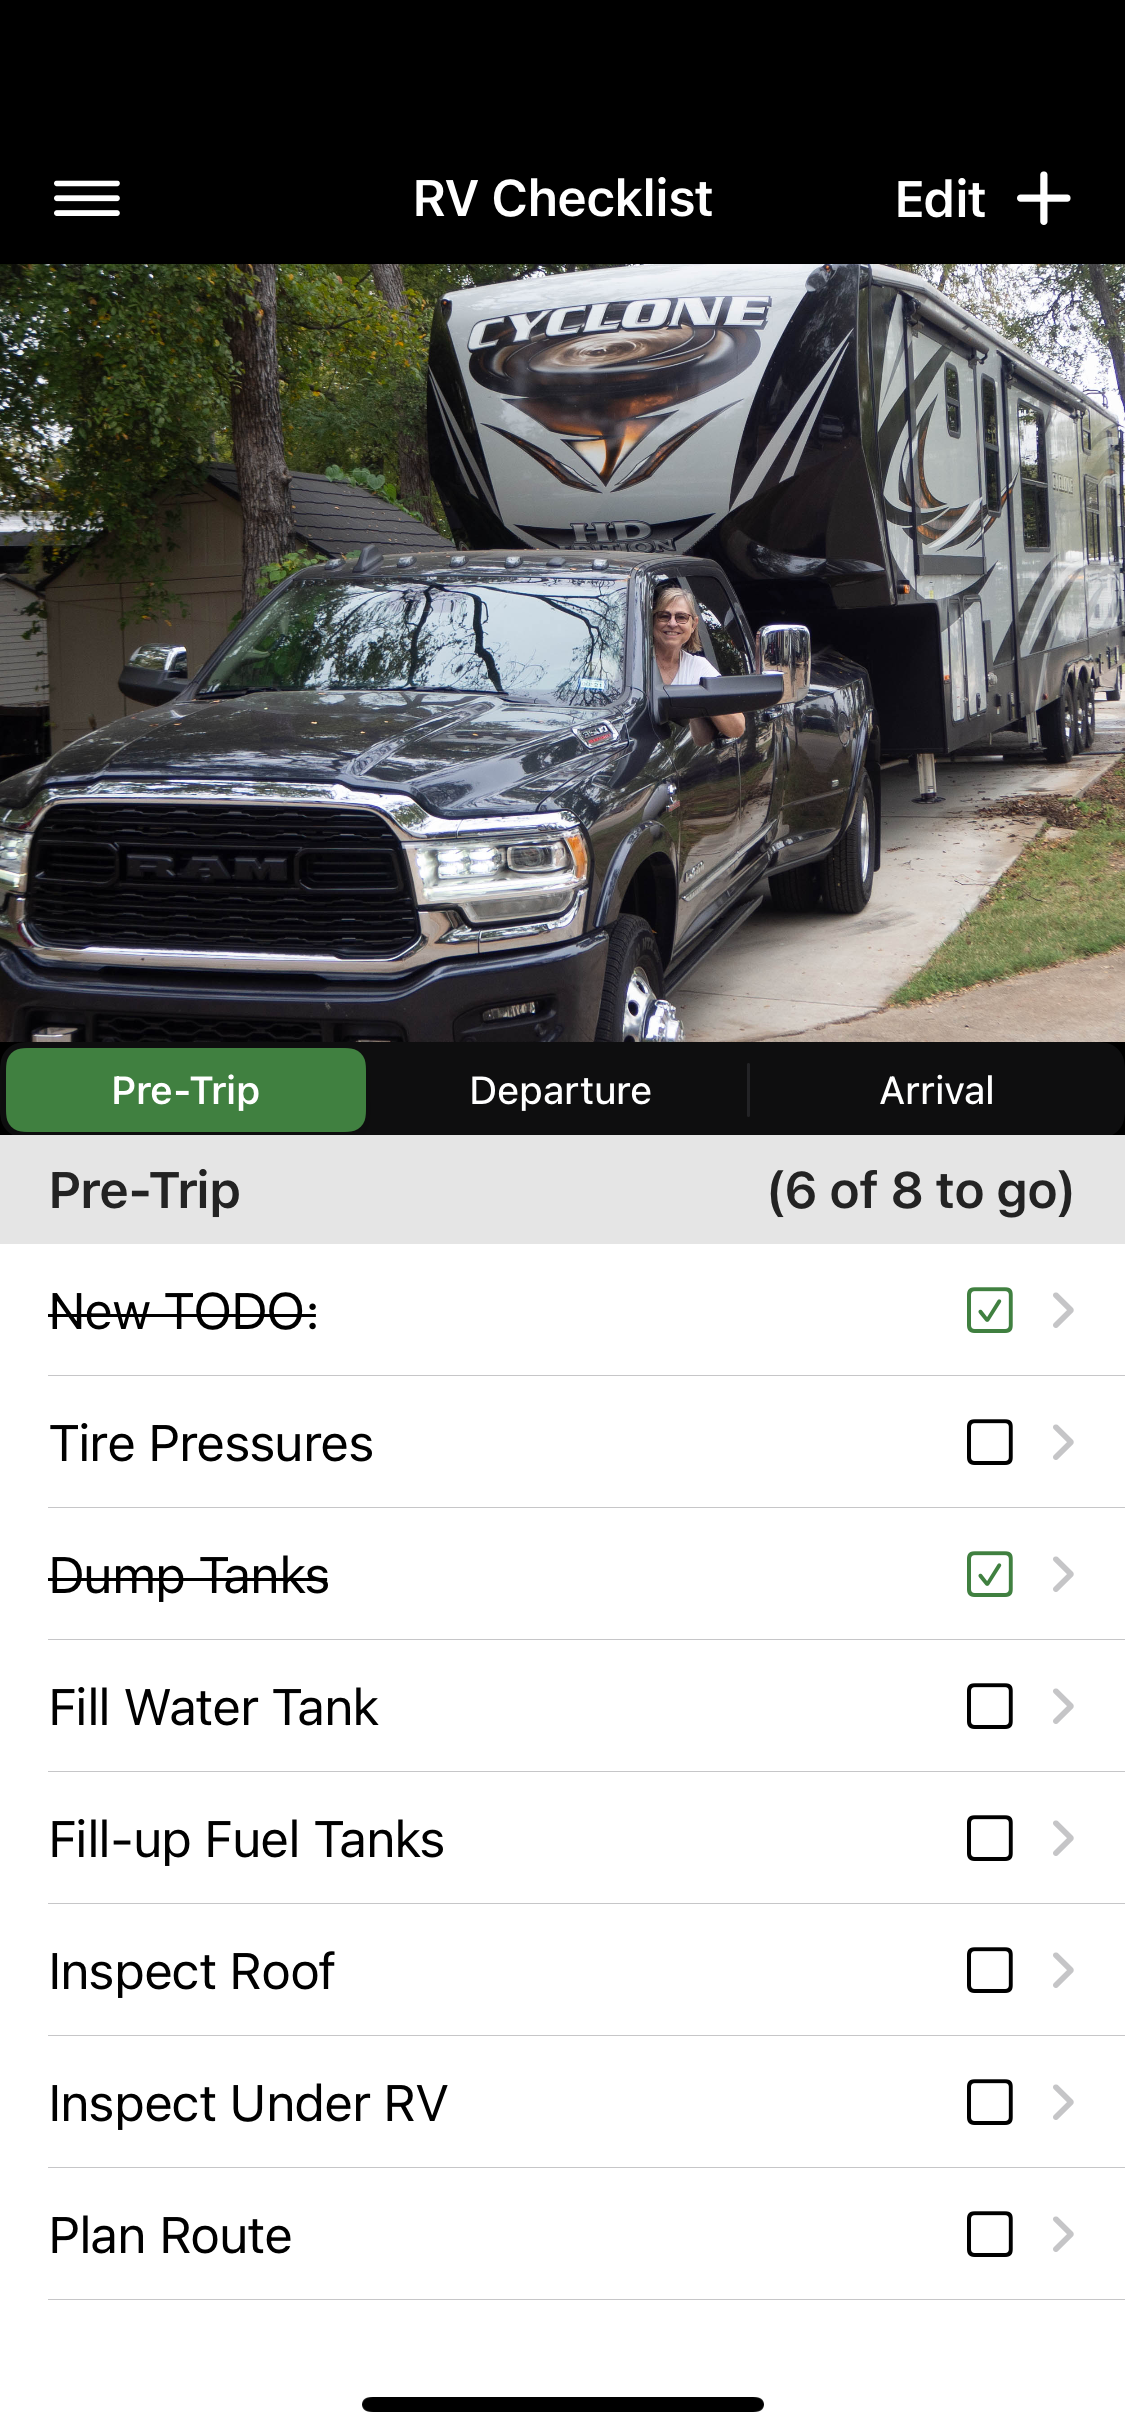 RV Checklist
Edit
CYCLONE
HD
RAM
Pre-Trip
Departure
Arrival
Pre-Trip
(6 of 8 to go)
New TODO:
Tire Pressures
Dump Tanks
Fill Water Tank
Fill-up Fuel Tanks
Inspect Roof
Inspect Under RV
Plan Route